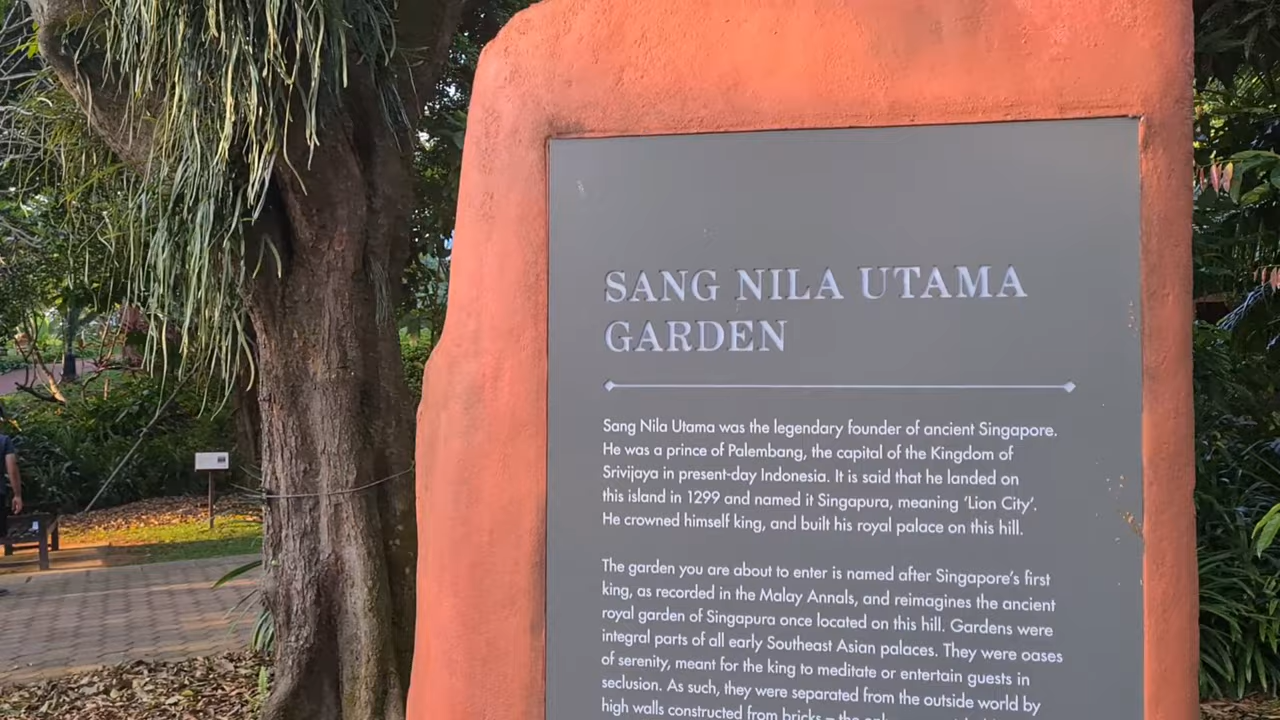 SANG NILA UTAMA
GARDEN
Sang Nila Utama was the legendary founder of ancient Singapore.
He was a prince of Palembang, the capital of the Kingdom of
Srivijaya in present-day Indonesia. It is said that he landed on
this island in 1299 and named it Singapura, meaning ‘Lion City’.
He crowned himself king, and built his royal palace on this hill.
The garden you are about to enter is named after Singapore’s first
king, as recorded in the Malay Annals, and reimagines the ancient
royal garden of Singapura once located on this hill. Gardens were
integral parts of all early Southeast Asian palaces. They were oases
of serenity, meant for the king to meditate or entertain guests in
seclusion. As such, they were separated from the outside world by
high walls constructed from bricks – the